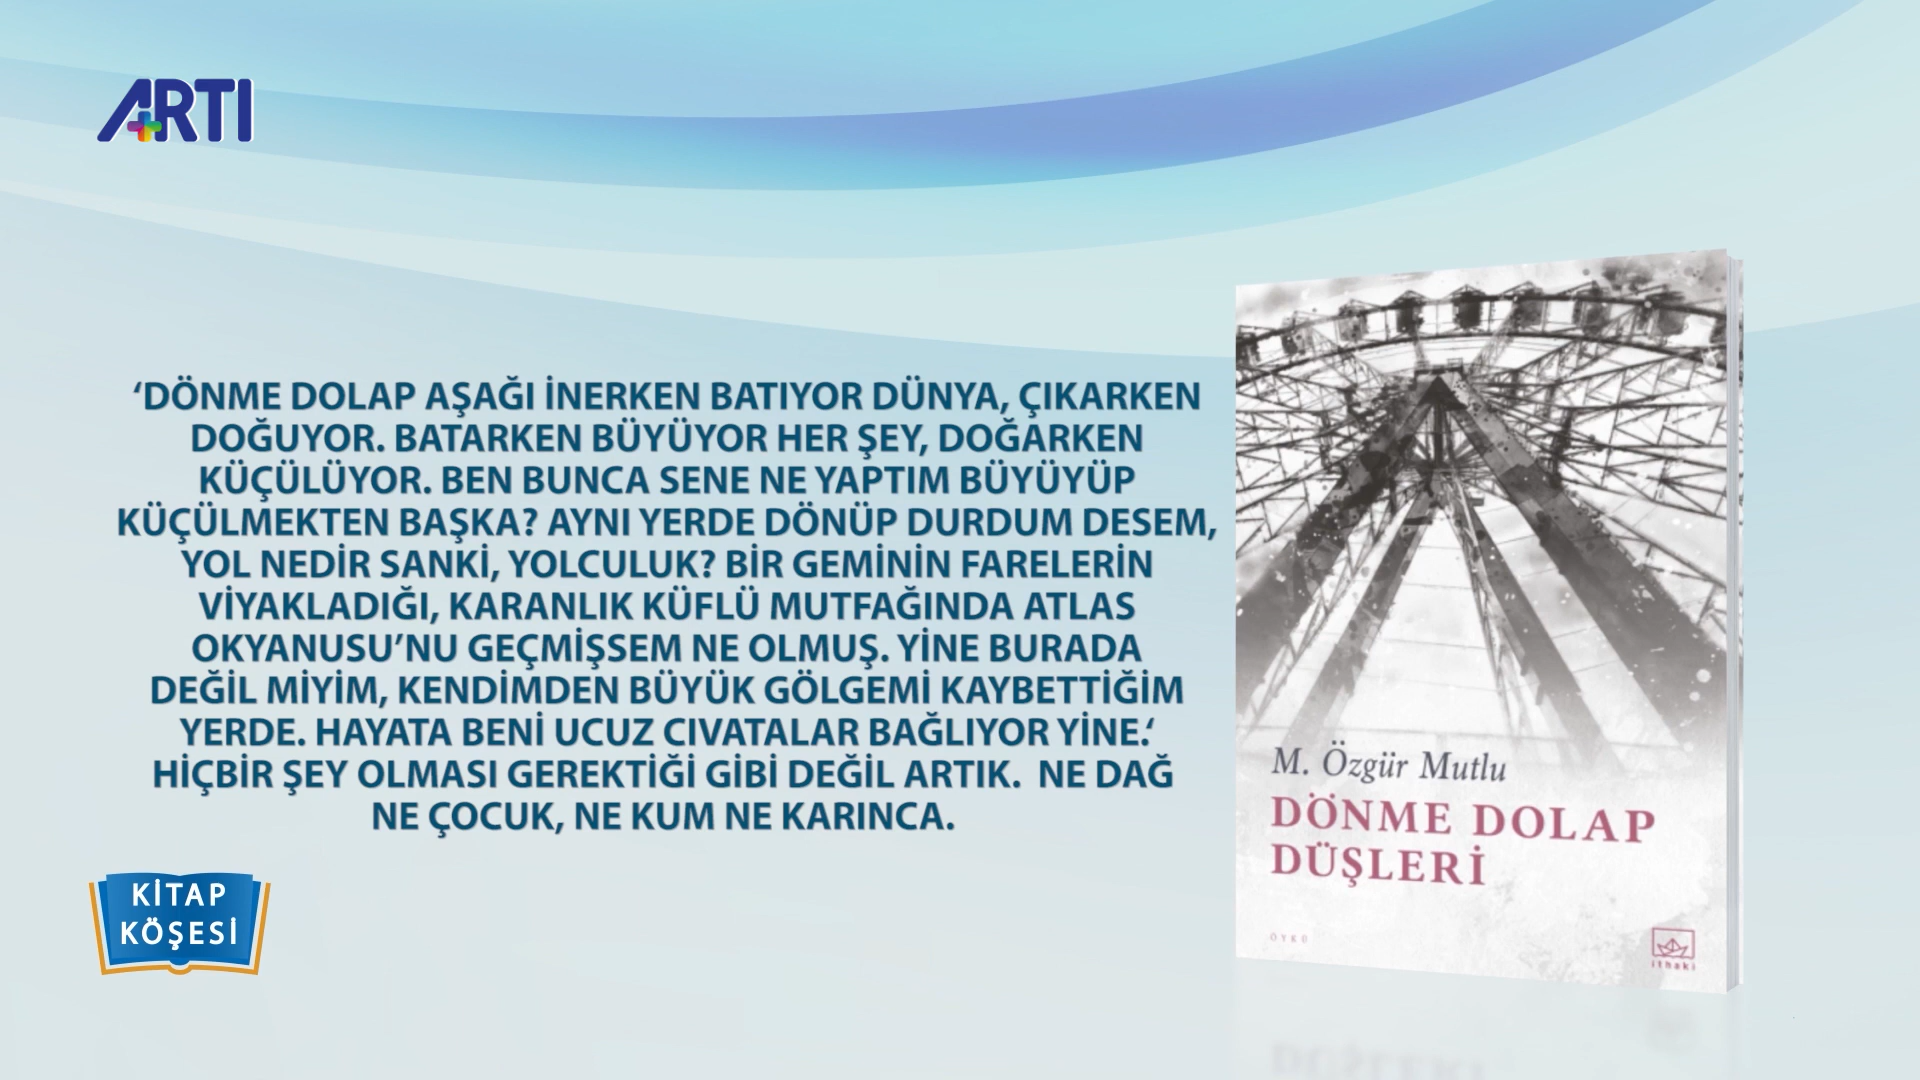 ARTI
‘DÖNME DOLAP AŞAĞI İNERKEN BATIYOR DÜNYA, ÇIKARKEN
DOĞUYOR. BATARKEN BÜYÜYOR HER ŞEY, DOĞARKEN
KÜÇÜLÜYOR. BEN BUNCA SENE NE YAPTIM BÜYÜYÜP
KÜÇÜLMEKTEN BAŞKA? AYNI YERDE DÖNÜP DURDUM DESEM,
YOL NEDİR SANKİ, YOLCULUK? BİR GEMİNİN FARELERİN
VİYAKLADIĞI, KARANLIK KÜFLÜ MUTFAĞINDA ATLAS
OKYANUSU’NU GEÇMİŞSEM NE OLMUŞ. YİNE BURADA
DEĞİL MİYİM, KENDİMDEN BÜYÜK GÖLGEMİ KAYBETTİĞİM
YERDE. HAYATA BENİ UCUZ CIVATALAR BAĞLIYOR YİNE.‘
HİÇBİR ŞEY OLMASI GEREKTİĞİ GİBİ DEĞİL ARTIK.  NE DAĞ
NE ÇOCUK, NE KUM NE KARINCA.
KİTAP
KÖŞESİ
M. Özgür Mutlu
DÖNME DOLAP
DÜŞLERİ
ÖYKÜ
ithaki